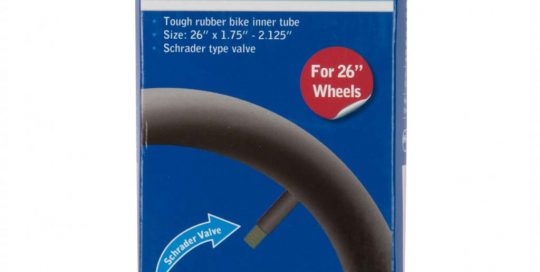 • Tough rubber bike inner tube
• Size: 26" x 1.75" - 2.125"
• Schrader type valve
For 26"
Wheels
Schrader Valve